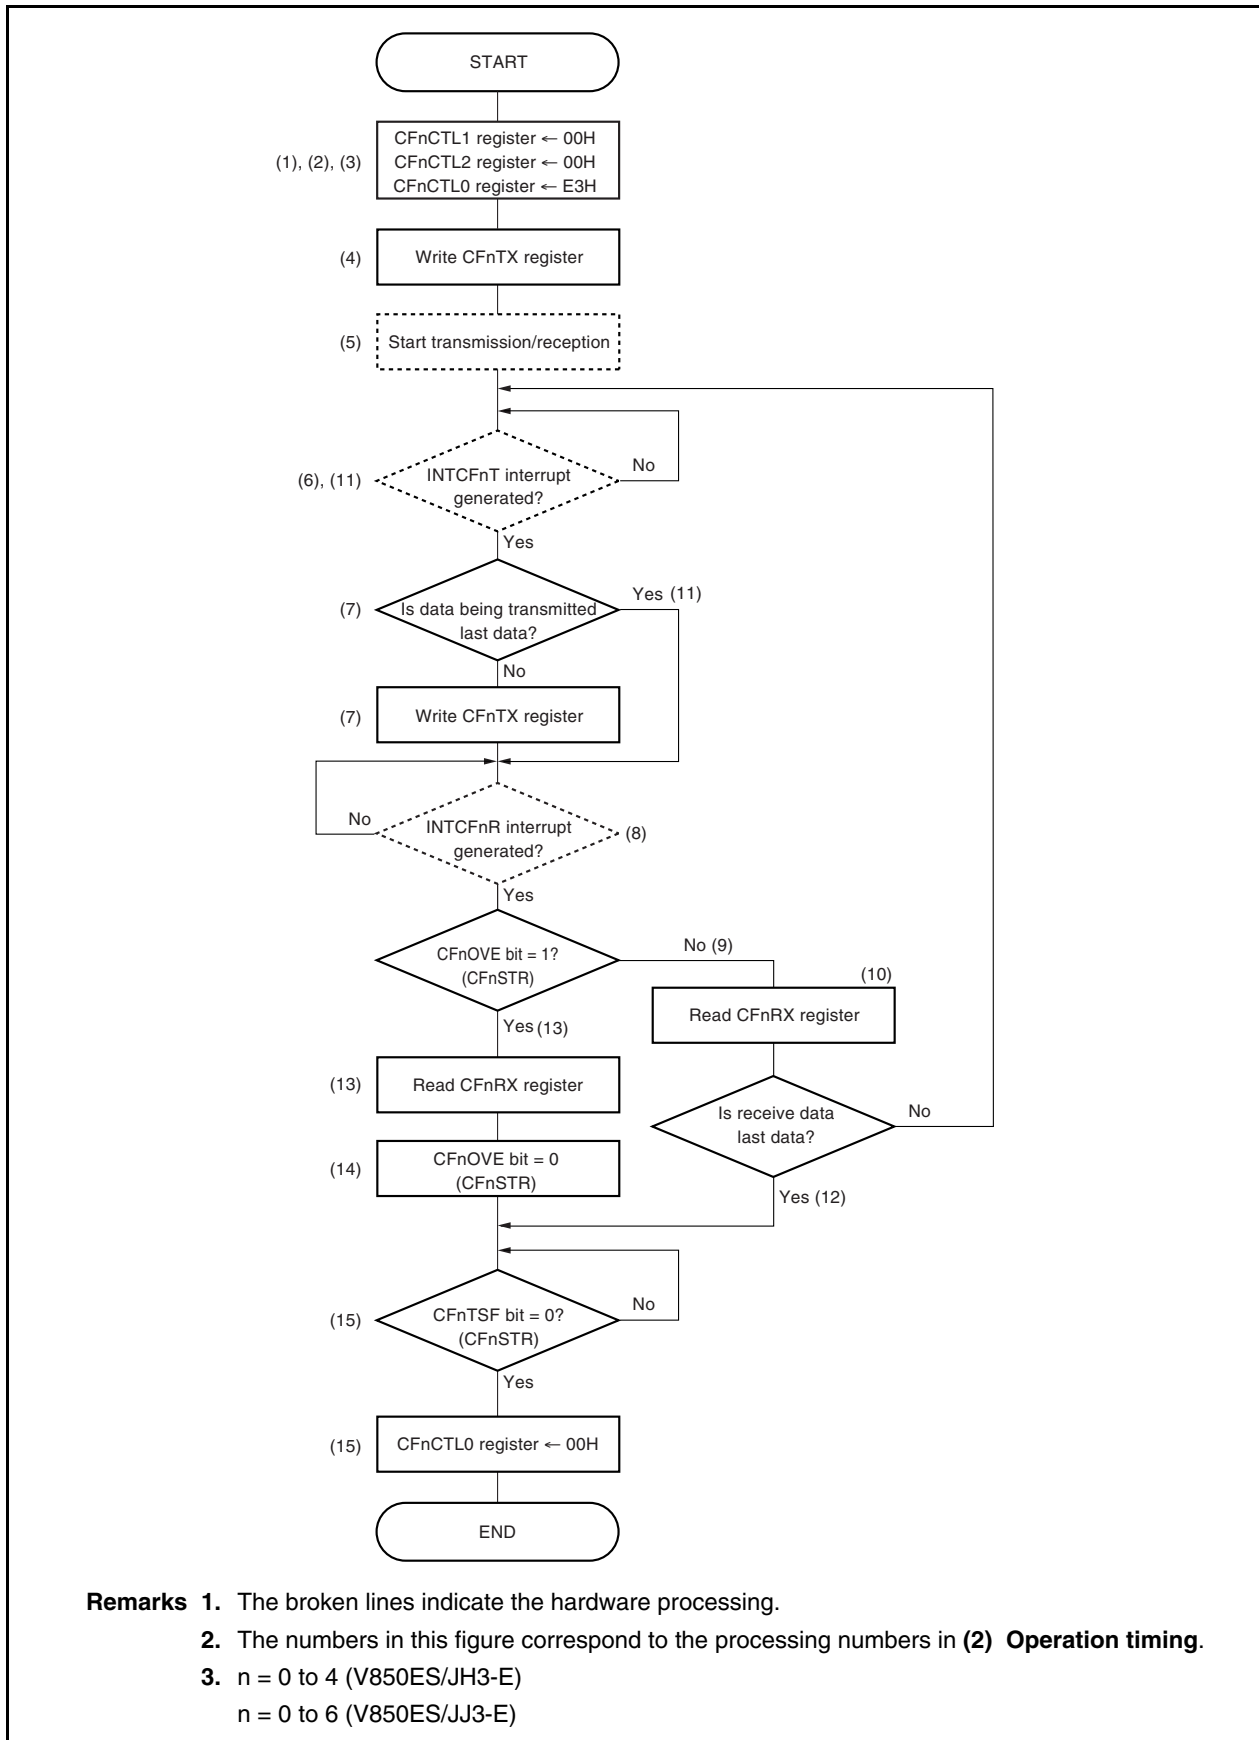 START
CFnCTL1 register ← 00H
(1), (2), (3) CFnCTL2 register ← 00H
CFnCTL0 register ← E3H
(4) Write CFnTX register
(5) Start transmission/reception
(6), (11) INTCFnT interrupt
generated?
No
Yes
(7) Is data being transmitted
last data?
Yes (11)
No
(7) Write CFnTX register
No
INTCFnR interrupt
generated?
(8)
Yes
CFnOVE bit = 1?
(CFnSTR)
No (9)
(10)
Read CFnRX register
Yes (13)
(13) Read CFnRX register
Is receive data
last data?
No
(14) CFnOVE bit = 0
(CFnSTR)
Yes (12)
(15) CFnTSF bit = 0?
(CFnSTR)
No
Yes
(15) CFnCTL0 register ← 00H
END
Remarks 1. The broken lines indicate the hardware processing.
2. The numbers in this figure correspond to the processing numbers in (2) Operation timing.
3. n = 0 to 4 (V850ES/JH3-E)
n = 0 to 6 (V850ES/JJ3-E)